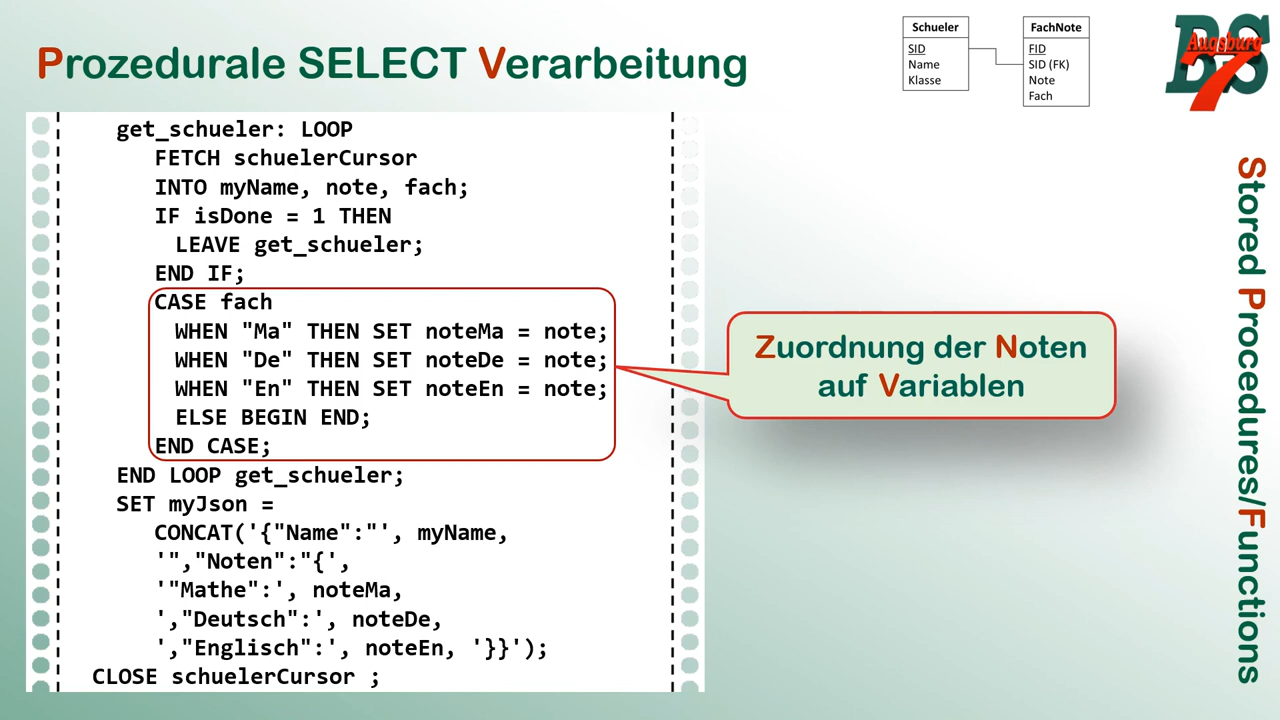 Prozedurale SELECT Verarbeitung
Schueler
SID
Name
Klasse
FachNote
FID
SID (FK)
Note
Fach
BS
Augsburg
7
get_schueler: LOOP
FETCH schuelerCursor
INTO myName, note, fach;
IF isDone = 1 THEN
LEAVE get_schueler;
END IF;
CASE fach
WHEN "Ma" THEN SET noteMa = note;
WHEN "De" THEN SET noteDe = note;
WHEN "En" THEN SET noteEn = note;
ELSE BEGIN END;
END CASE;
END LOOP get_schueler;
SET myJson =
CONCAT('{"Name":"', myName,
'","Noten":"{',
'"Mathe":', noteMa,
',"Deutsch":', noteDe,
',"Englisch":', noteEn, '}}');
CLOSE schuelerCursor ;
Zuordnung der Noten
auf Variablen
Stored Procedures/Functions